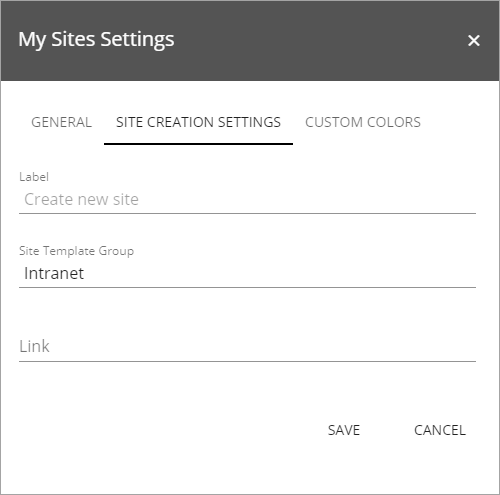 My Sites Settings ×
GENERAL SITE CREATION SETTINGS CUSTOM COLORS
Label
Create new site
Site Template Group
Intranet
Link
SAVE CANCEL